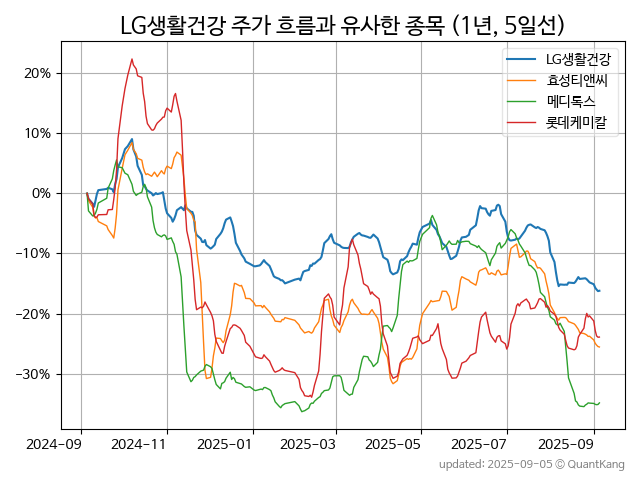 LG생활건강 주가 흐름과 유사한 종목 (1년, 5일선)
LG생활건강
효성티앤씨
메디톡스
롯데케미칼
20%
10%
0%
−10%
−20%
−30%
2024-09
2024-11
2025-01
2025-03
2025-05
2025-07
2025-09
updated: 2025-09-05 © QuantKang